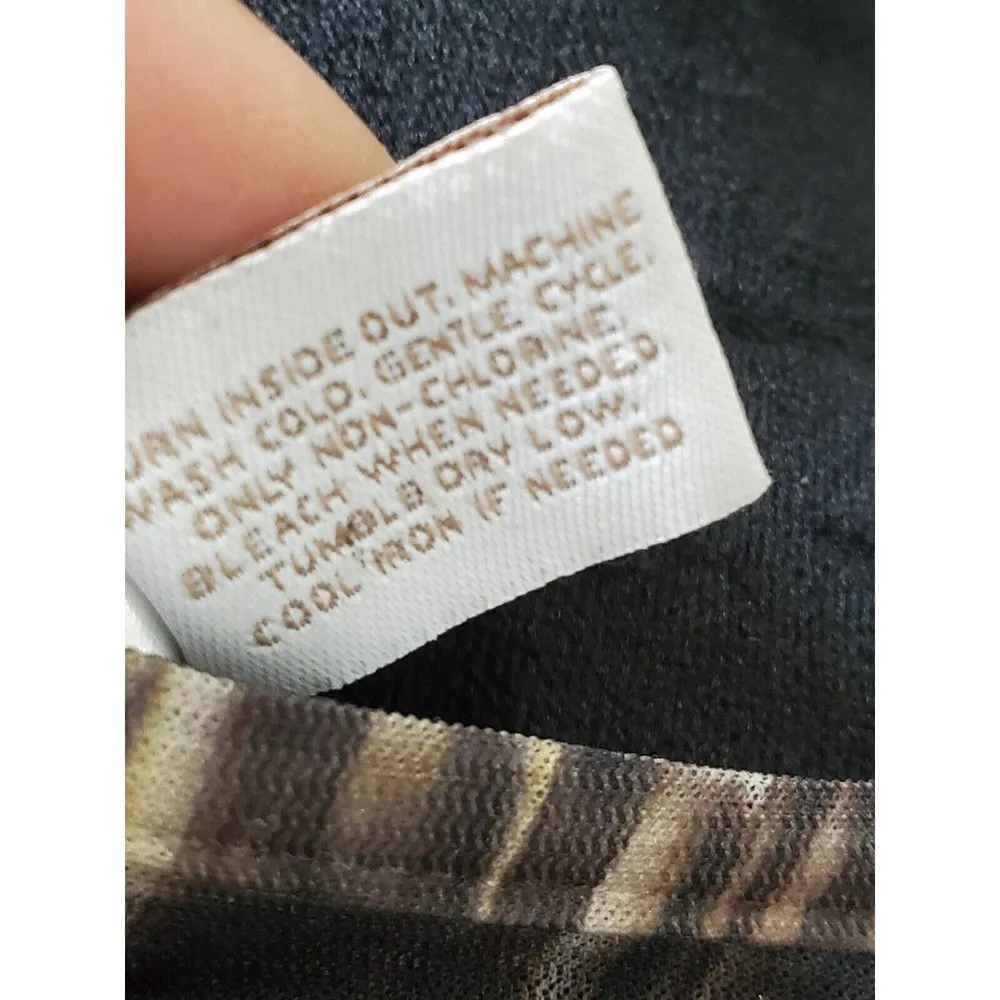 URN INSIDE OUT. MACHINE
WASH COLD, GENTLE CYCLE.
ONLY NON-CHLORINE,
BLEACH WHEN NEEDED.
TUMBLB DRY LOW.
COOL IRON IF NEEDED